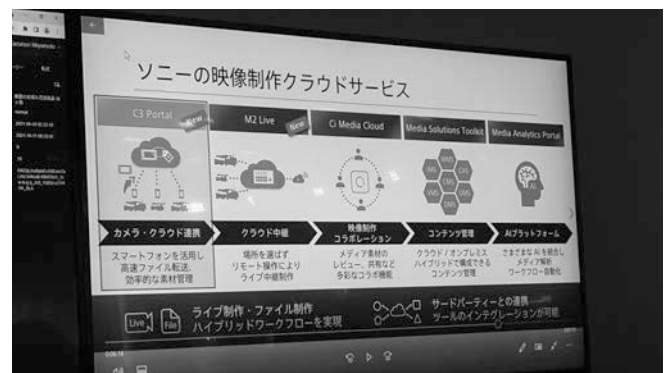 ソニーの映像制作クラウドサービス
C3 Portal
New
M2 Live
New
Ci Media Cloud
Media Solutions Toolkit
Media Analytics Portal
カメラ・クラウド連携
クラウド中継
映像制作
コラボレーション
コンテンツ管理
AIプラットフォーム
スマートフォンを活用し
高速ファイル転送、
効率的な素材管理
場所を選ばず
リモート操作により
ライブ中継制作
メディア素材の
レビュー、共有など
多彩なコラボ機能
クラウド/オンプレミス
ハイブリッドで構成できる
コンテンツ管理
さまざまな AI を統合し
メディア解析
ワークフロー自動化
Live
File
ライブ制作・ファイル制作
ハイブリッドワークフローを実現
サードパーティーとの連携
ツールのインテグレーションが可能